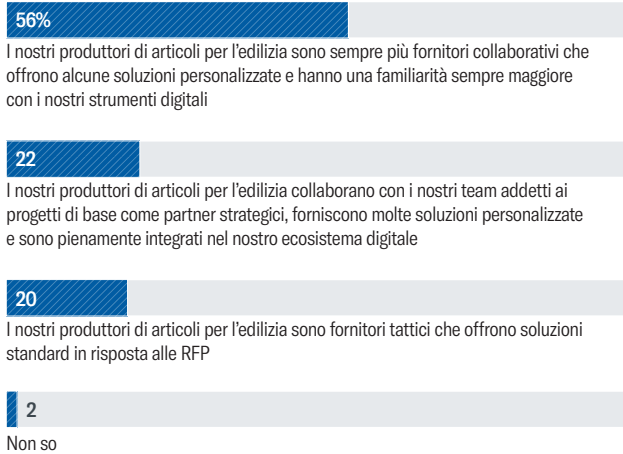 56%
I nostri produttori di articoli per l'edilizia sono sempre più fornitori collaborativi che
offrono alcune soluzioni personalizzate e hanno una familiarità sempre maggiore
con i nostri strumenti digitali
22
I nostri produttori di articoli per l'edilizia collaborano con i nostri team addetti ai
progetti di base come partner strategici, forniscono molte soluzioni personalizzate
e sono pienamente integrati nel nostro ecosistema digitale
20
I nostri produttori di articoli per l'edilizia sono fornitori tattici che offrono soluzioni
standard in risposta alle RFP
2
Non so